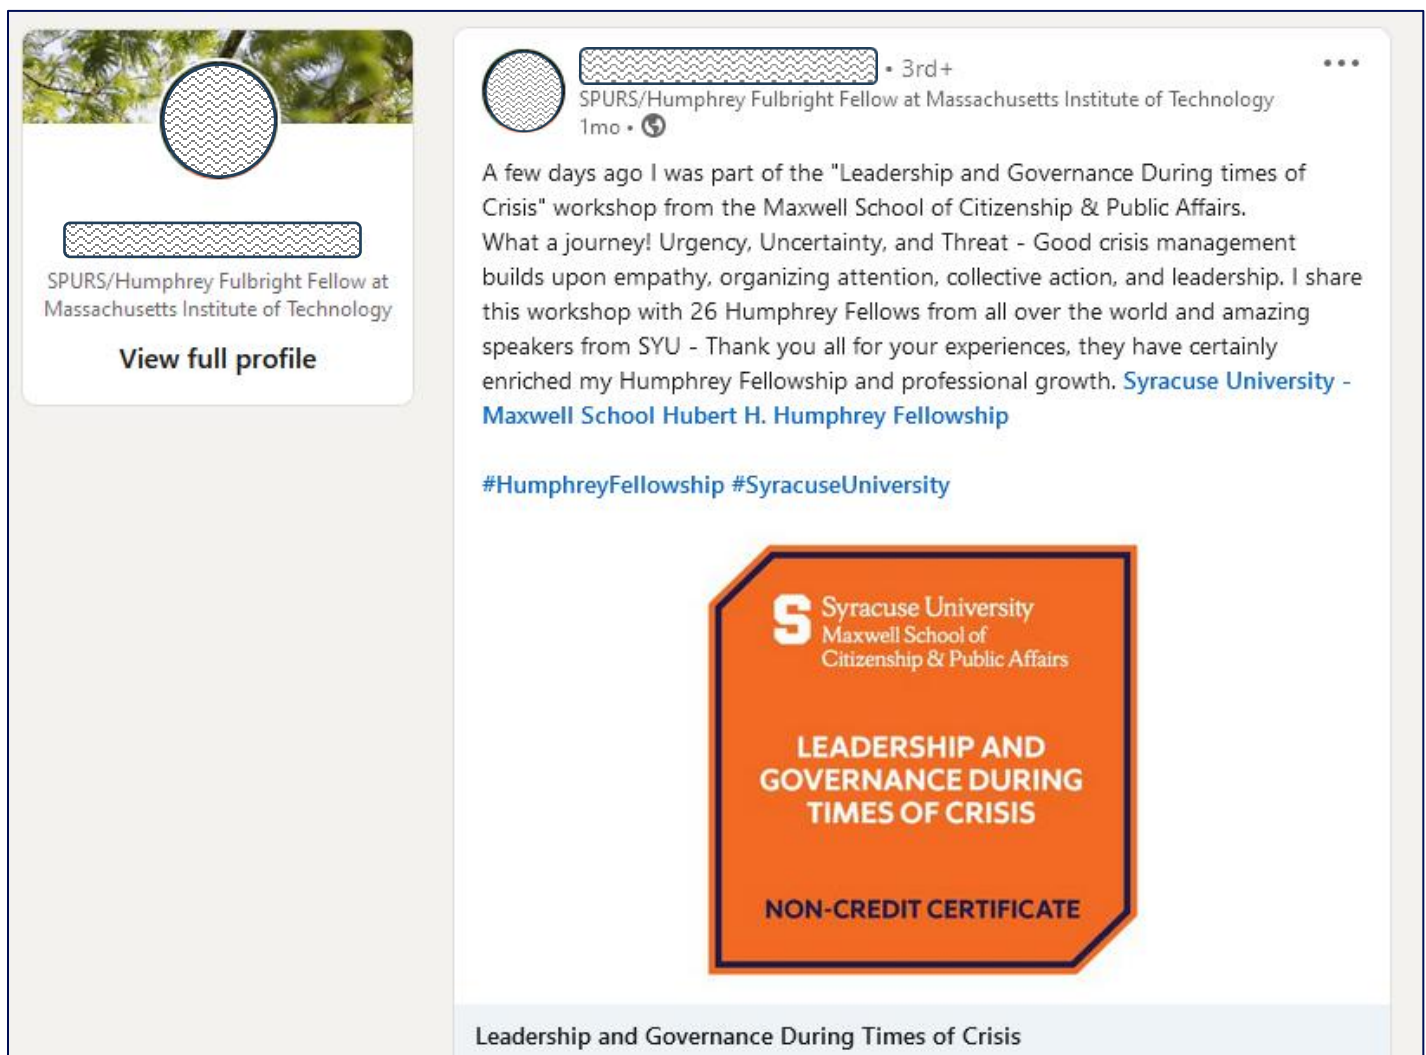 SPURS/Humphrey Fulbright Fellow at
Massachusetts Institute of Technology
View full profile
• 3rd+
SPURS/Humphrey Fulbright Fellow at Massachusetts Institute of Technology
1mo •
A few days ago I was part of the "Leadership and Governance During times of
Crisis" workshop from the Maxwell School of Citizenship & Public Affairs.
What a journey! Urgency, Uncertainty, and Threat - Good crisis management
builds upon empathy, organizing attention, collective action, and leadership. I share
this workshop with 26 Humphrey Fellows from all over the world and amazing
speakers from SYU - Thank you all for your experiences, they have certainly
enriched my Humphrey Fellowship and professional growth. Syracuse University -
Maxwell School Hubert H. Humphrey Fellowship
#HumphreyFellowship #SyracuseUniversity
S Syracuse University
Maxwell School of
Citizenship & Public Affairs
LEADERSHIP AND
GOVERNANCE DURING
TIMES OF CRISIS
NON-CREDIT CERTIFICATE
Leadership and Governance During Times of Crisis